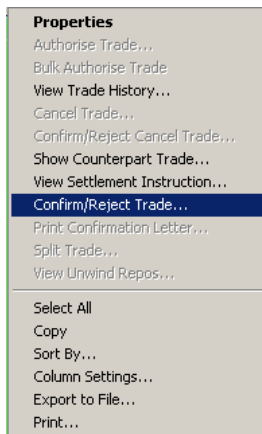 Properties
Authorise Trade...
Bulk Authorise Trade
View Trade History...
Cancel Trade...
Confirm/Reject Cancel Trade...
Show Counterpart Trade...
View Settlement Instruction...
Confirm/Reject Trade...
Print Confirmation Letter...
Split Trade...
View Unwind Repos...
Select All
Copy
Sort By...
Column Settings...
Export to File...
Print...